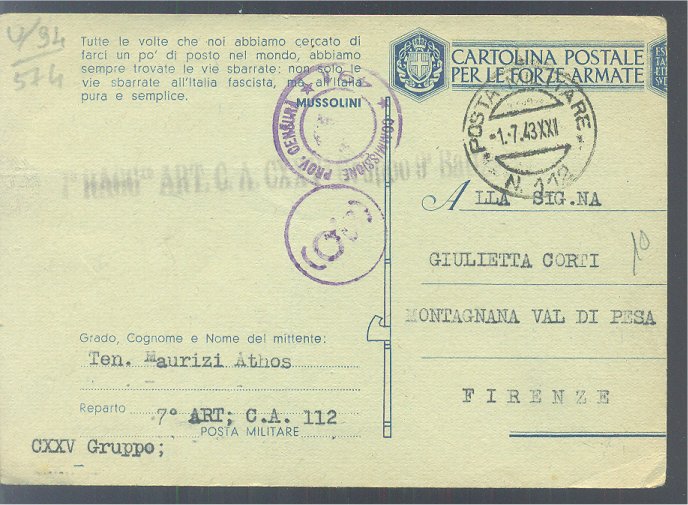 4/94
574
Tutte le volte che noi abbiamo cercato di
farci un po' di posto nel mondo, abbiamo
sempre trovate le vie sbarrate: non solo le
vie sbarrate all'Italia fascista, ma all'Italia
pura e semplice.
MUSSOLINI
CARTOLINA POSTALE
PER LE FORZE ARMATE
COMMISSIONE PROV. CENSURA
POSTA MILITARE
-1.7.43XXI
N. 112
ART. C. A.
ALLA SIG.NA
GIULIETTA CORTI
MONTAGNANA VAL DI PESA
FIRENZE
Grado, Cognome e Nome del mittente:
Ten. Maurizi Athos
Reparto 7° ART; C.A. 112
POSTA MILITARE
CXXV Gruppo;